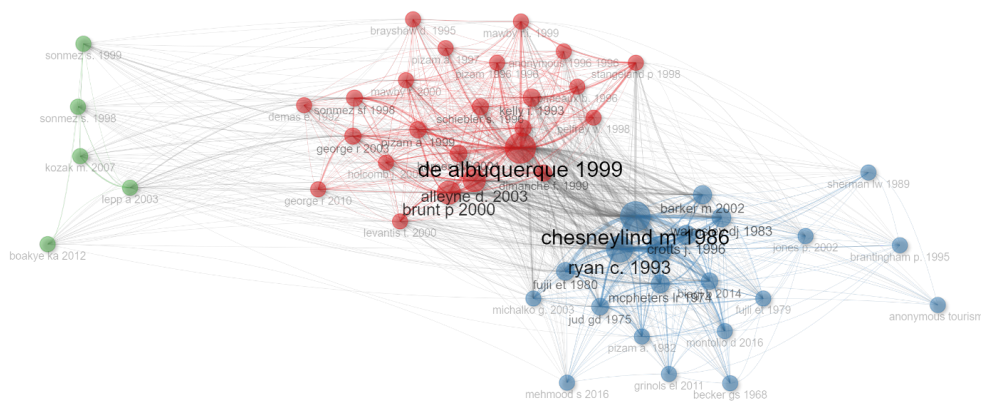 brayshaw d. 1995
mawby r. 1999
sonmez s. 1999
pizam a. 1997
anonymous 1996 1996
pizam 1996 1996
stangeland p 1998
mawby r. 2000
sonmez s. 1998
demas e. 1992
sonmez sf 1998
kelly i. 1993
schiebler s. 1996
pelfrey w. 1998
pizam a. 1999
george r 2003
kozak m. 2007
holcomb
de albuquerque 1999
dimanche f. 1999
sherman lw 1989
lepp a 2003
george r 2010
alleyne d. 2003
brunt p 2000
barker m 2002
levantis t. 2000
dj 1983
chesneylind m 1986
jones p. 2002
crotts j. 1996
boakye ka 2012
brantingham p. 1995
ryan c. 1993
fujii et 1980
mcpheters lr 1974
2014
michalko g. 2003
fujii et 1979
anonymous tourism
jud gd 1975
montolio d 2016
pizam a. 1982
grinols el 2011
mehmood s 2016
becker gs 1968